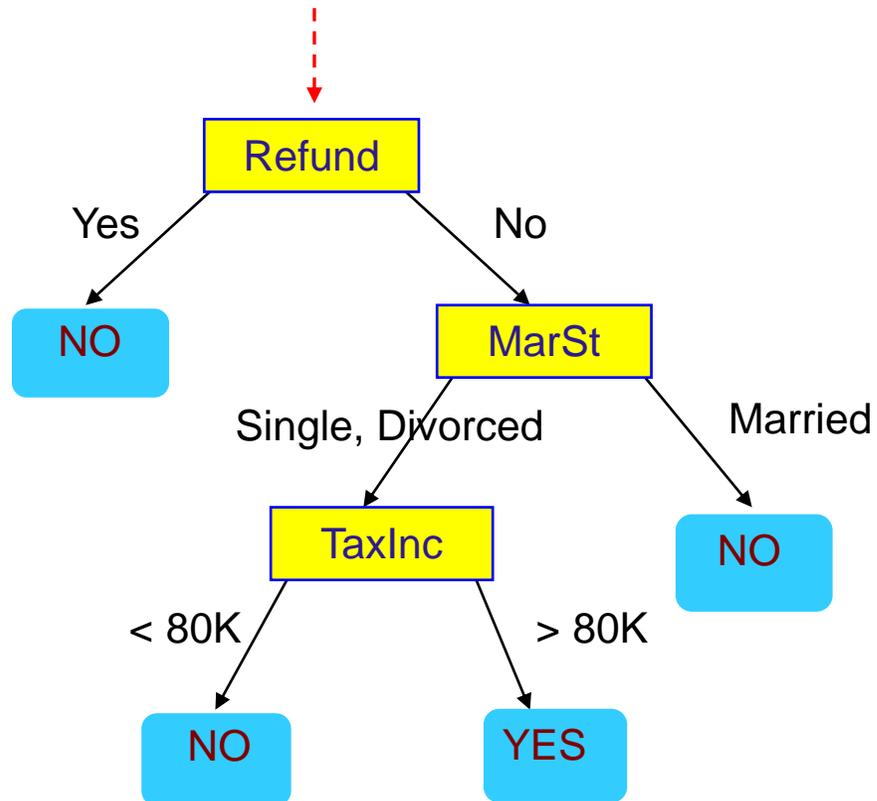 Refund
Yes
No
NO
MarSt
Single, Divorced
Married
TaxInc
NO
< 80K
> 80K
NO
YES